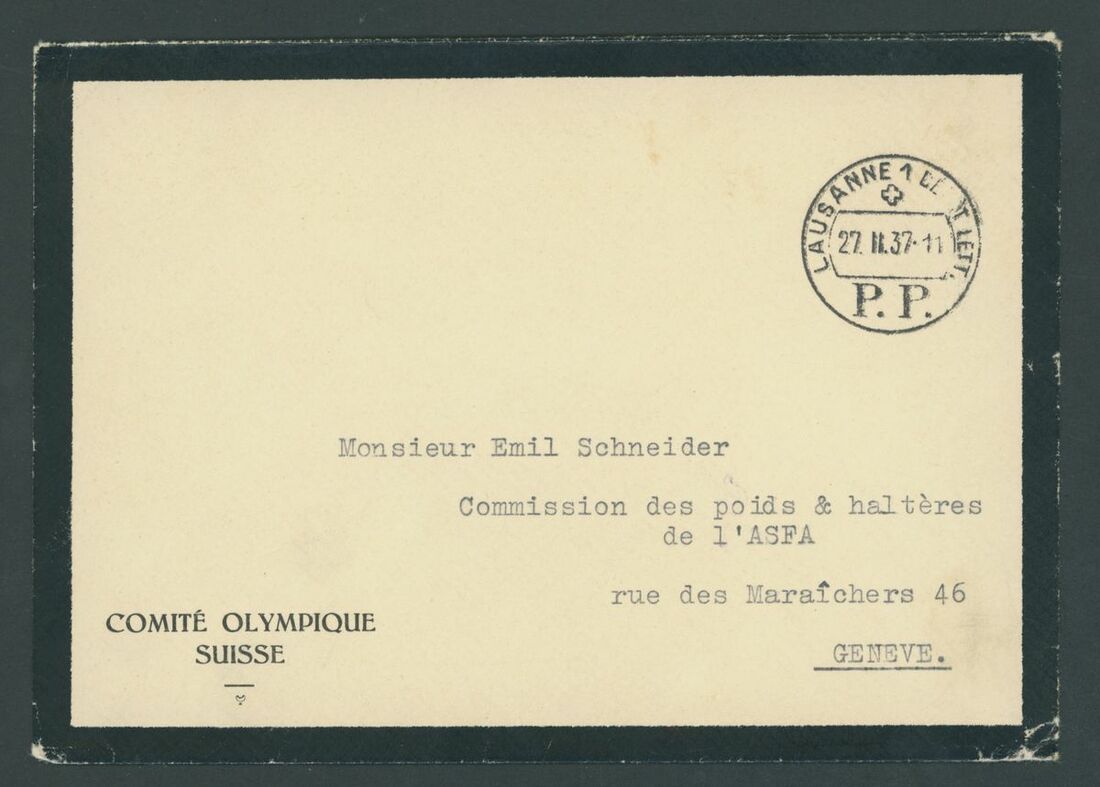 LAUSANNE 1 LETT.
27. II. 37-11
P. P.
Monsieur Emil Schneider
Commission des poids & haltères
de l'ASFA
rue des Maraîchers 46
GENEVE.
COMITÉ OLYMPIQUE
SUISSE